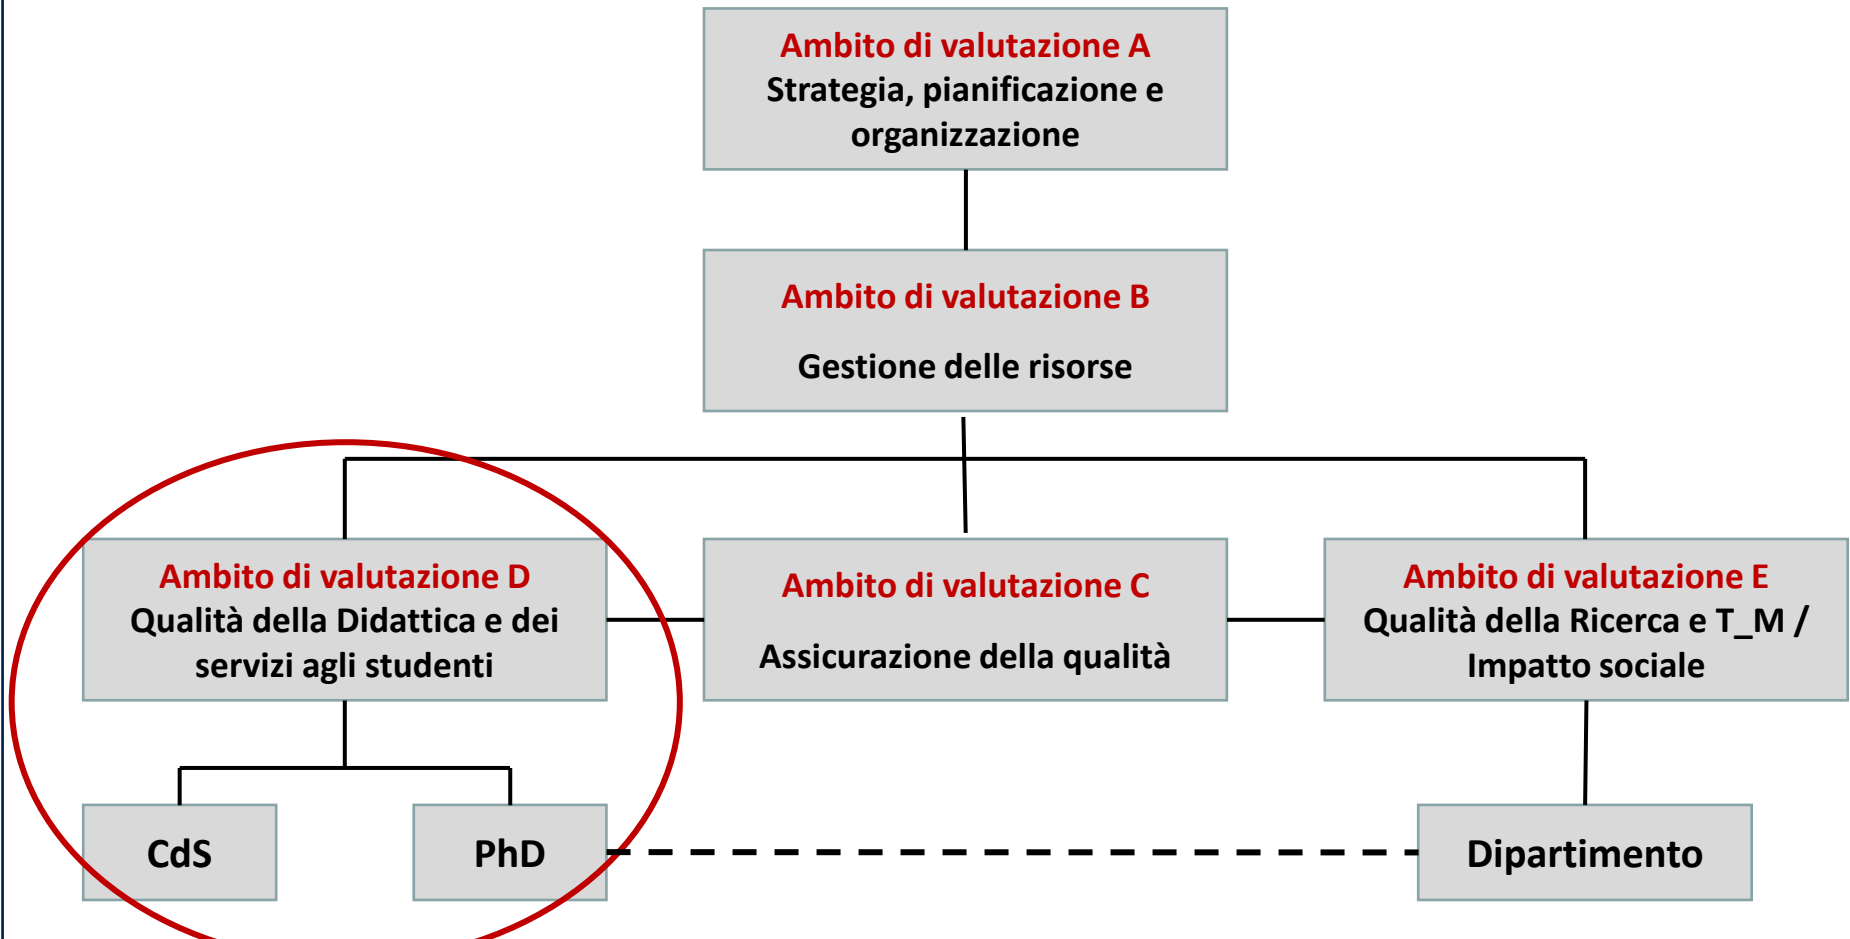 Ambito di valutazione A
Strategia, pianificazione e
organizzazione
Ambito di valutazione B
Gestione delle risorse
Ambito di valutazione D
Qualità della Didattica e dei
servizi agli studenti
Ambito di valutazione C
Assicurazione della qualità
Ambito di valutazione E
Qualità della Ricerca e T_M /
Impatto sociale
CdS
PhD
Dipartimento